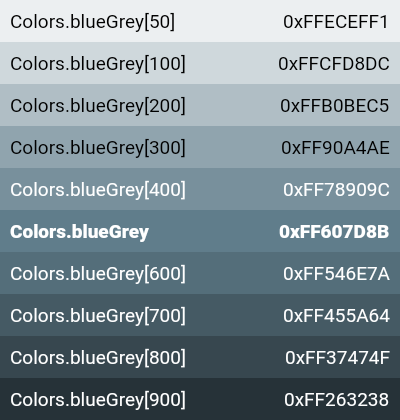 Colors.blueGrey[50] 0xFFECEFF1
Colors.blueGrey[100] 0xFFCFD8DC
Colors.blueGrey[200] 0xFFB0BEC5
Colors.blueGrey[300] 0xFF90A4AE
Colors.blueGrey[400] 0xFF78909C
Colors.blueGrey 0xFF607D8B
Colors.blueGrey[600] 0xFF546E7A
Colors.blueGrey[700] 0xFF455A64
Colors.blueGrey[800] 0xFF37474F
Colors.blueGrey[900] 0xFF263238